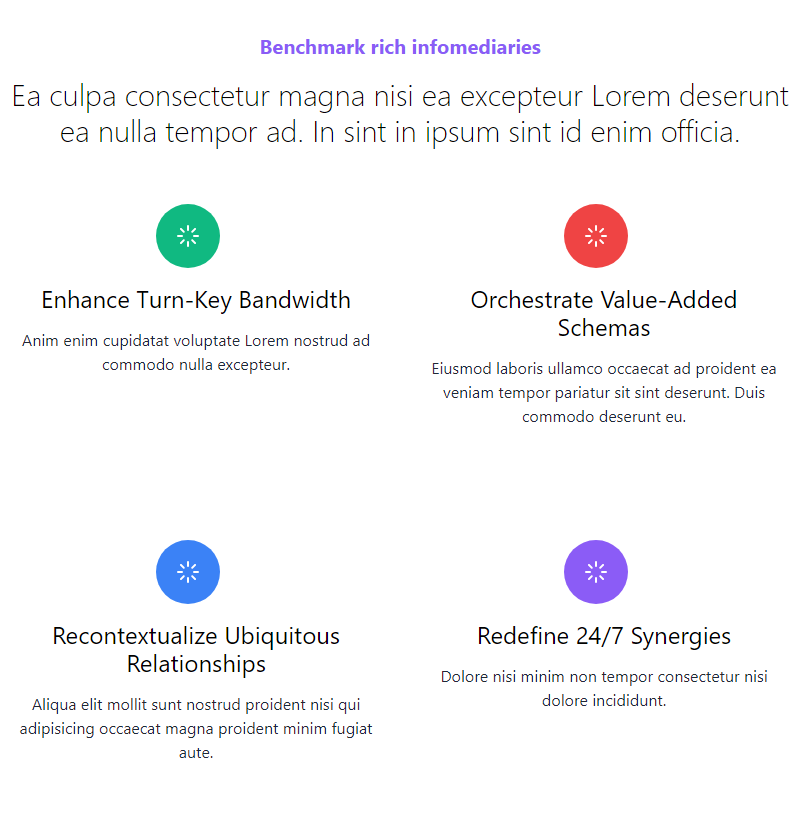 Benchmark rich infomediaries
Ea culpa consectetur magna nisi ea excepteur Lorem deserunt
ea nulla tempor ad. In sint in ipsum sint id enim officia.
Enhance Turn-Key Bandwidth
Anim enim cupidatat voluptate Lorem nostrud ad
commodo nulla excepteur.
Orchestrate Value-Added
Schemas
Eiusmod laboris ullamco occaecat ad proident ea
veniam tempor pariatur sit sint deserunt. Duis
commodo deserunt eu.
Recontextualize Ubiquitous
Relationships
Aliqua elit mollit sunt nostrud proident nisi qui
adipisicing occaecat magna proident minim fugiat
aute.
Redefine 24/7 Synergies
Dolore nisi minim non tempor consectetur nisi
dolore incididunt.